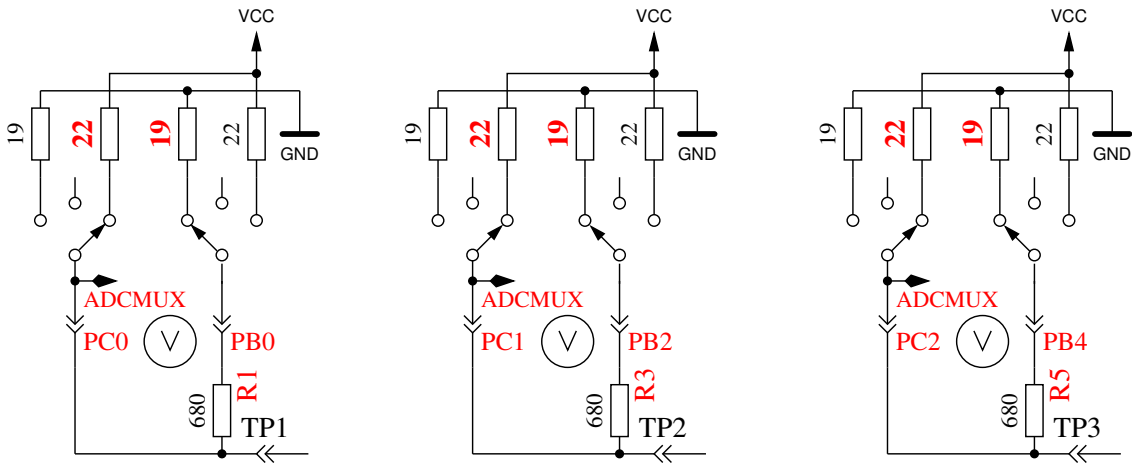 VCC VCC VCC
19 22 19 22 GND 19 22 19 22 GND 19 22 19 22 GND
ADCMUX ADCMUX ADCMUX
PC0 V PB0 PC1 V PB2 PC2 V PB4
680 R1 680 R3 680 R5
TP1 TP2 TP3